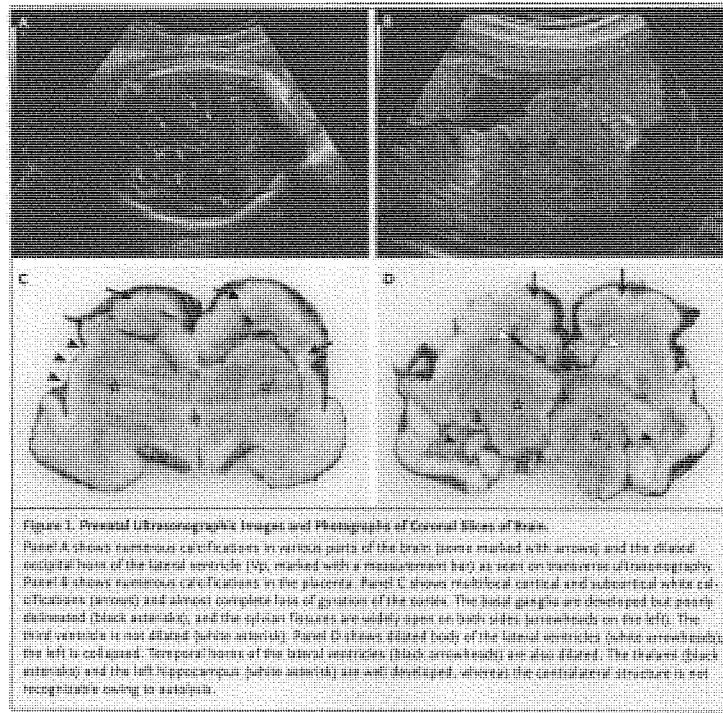 A
B
C
D
Figure 1. Prenatal Ultrasonographic Images and Photographs of Coronal Slices of Brain.
Panel A shows numerous calcifications in various parts of the brain (some marked with arrows) and the dilated
occipital horn of the lateral ventricle (Vp, marked with a measurement bar) as seen on transverse ultrasonography.
Panel B shows numerous calcifications in the placenta. Panel C shows multifocal cortical and subcortical white cal-
cifications (arrows) and almost complete loss of gyration of the cortex. The basal ganglia are developed but poorly
delineated (black asterisks), and the sylvian fissures are widely open on both sides (arrowheads on the left). The
third ventricle is not dilated (white asterisk). Panel D shows dilated body of the lateral ventricles (white arrowheads);
the left is collapsed. Temporal horns of the lateral ventricles (black arrowheads) are also dilated. The thalami (black
asterisks) and the left hippocampus (white asterisk) are well developed, whereas the contralateral structure is not
recognizable owing to autolysis.